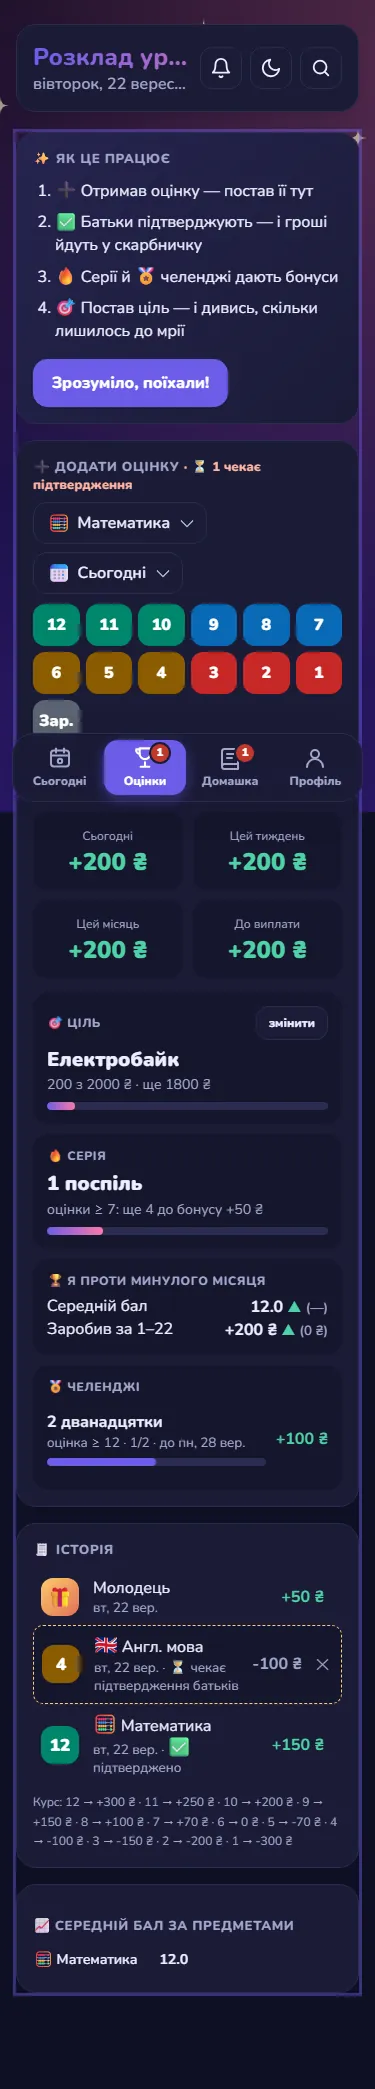 Розклад ур...
вівторок, 22 верес...
✨ ЯК ЦЕ ПРАЦЮЄ
1. ➕ Отримав оцінку — постав її тут
2. ✅ Батьки підтверджують — і гроші
йдуть у скарбничку
3. 🔥 Серії й 🏅 челенджі дають бонуси
4. 🎯 Постав ціль — і дивись, скільки
лишилось до мрії
Зрозуміло, поїхали!
➕ ДОДАТИ ОЦІНКУ · ⏳ 1 чекає
підтвердження
🧮 Математика
🗓️ Сьогодні
12 11 10 9 8 7
6 5 4 3 2 1
Зар.
1 1
Сьогодні Оцінки Домашка Профіль
Сьогодні Цей тиждень
+200 ₴ +200 ₴
Цей місяць До виплати
+200 ₴ +200 ₴
🎯 ЦІЛЬ змінити
Електробайк
200 з 2000 ₴ · ще 1800 ₴
🔥 СЕРІЯ
1 поспіль
оцінки ≥ 7: ще 4 до бонусу +50 ₴
🏆 Я ПРОТИ МИНУЛОГО МІСЯЦЯ
Середній бал 12.0 ▲ (—)
Заробив за 1–22 +200 ₴ ▲ (0 ₴)
🏅 ЧЕЛЕНДЖІ
2 дванадцятки
оцінка ≥ 12 · 1/2 · до пн, 28 вер. +100 ₴
🧾 ІСТОРІЯ
Молодець +50 ₴
вт, 22 вер.
4 🇬🇧 Англ. мова -100 ₴
вт, 22 вер. · ⏳ чекає
підтвердження батьків
12 🧮 Математика +150 ₴
вт, 22 вер. · ✅
підтверджено
Курс: 12 → +300 ₴ · 11 → +250 ₴ · 10 → +200 ₴ · 9 →
+150 ₴ · 8 → +100 ₴ · 7 → +70 ₴ · 6 → 0 ₴ · 5 → -70 ₴ · 4
→ -100 ₴ · 3 → -150 ₴ · 2 → -200 ₴ · 1 → -300 ₴
📈 СЕРЕДНІЙ БАЛ ЗА ПРЕДМЕТАМИ
🧮 Математика 12.0